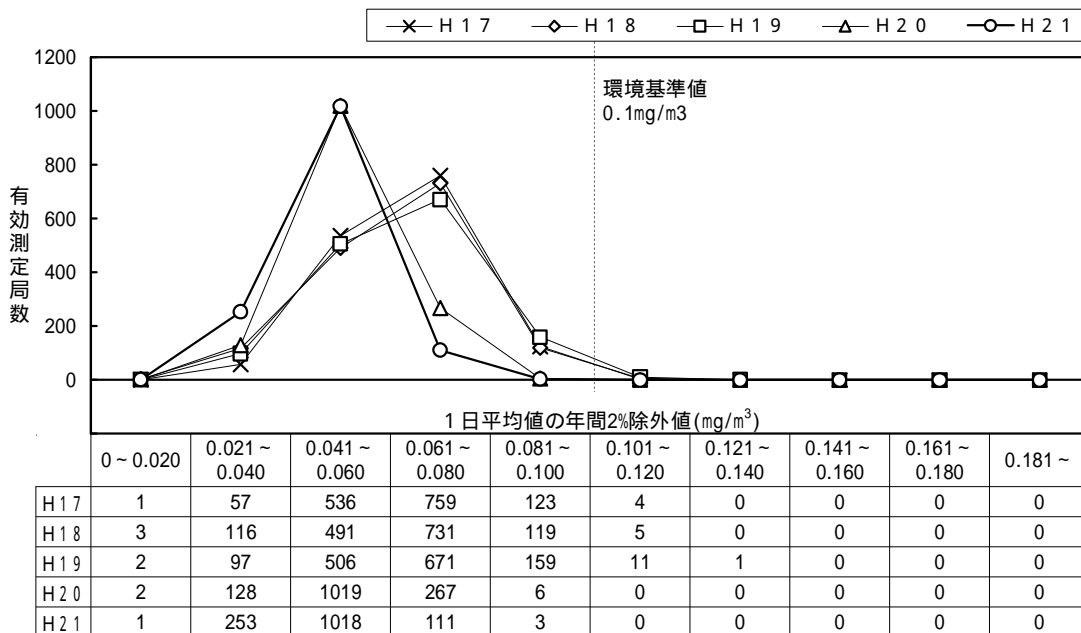 H17 H18 H19 H20 H21
1200
1000
800
600
400
200
0
有効測定局数
環境基準値
0.1mg/m3
1日平均値の年間2%除外値(mg/m³)
0~0.020 0.021~0.040 0.041~0.060 0.061~0.080 0.081~0.100 0.101~0.120 0.121~0.140 0.141~0.160 0.161~0.180 0.181~
H17 1 57 536 759 123 4 0 0 0 0
H18 3 116 491 731 119 5 0 0 0 0
H19 2 97 506 671 159 11 1 0 0 0
H20 2 128 1019 267 6 0 0 0 0 0
H21 1 253 1018 111 3 0 0 0 0 0